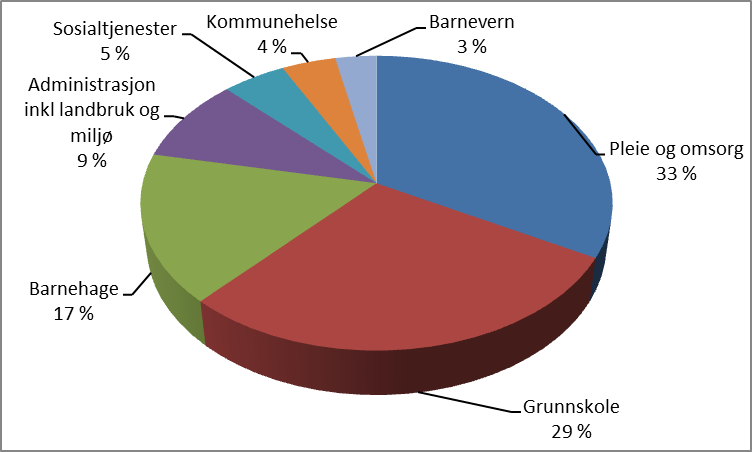 Sosialtjenester
5 %
Kommunehelse
4 %
Barnevern
3 %
Administrasjon
inkl landbruk og
miljø
9 %
Pleie og omsorg
33 %
Barnehage
17 %
Grunnskole
29 %